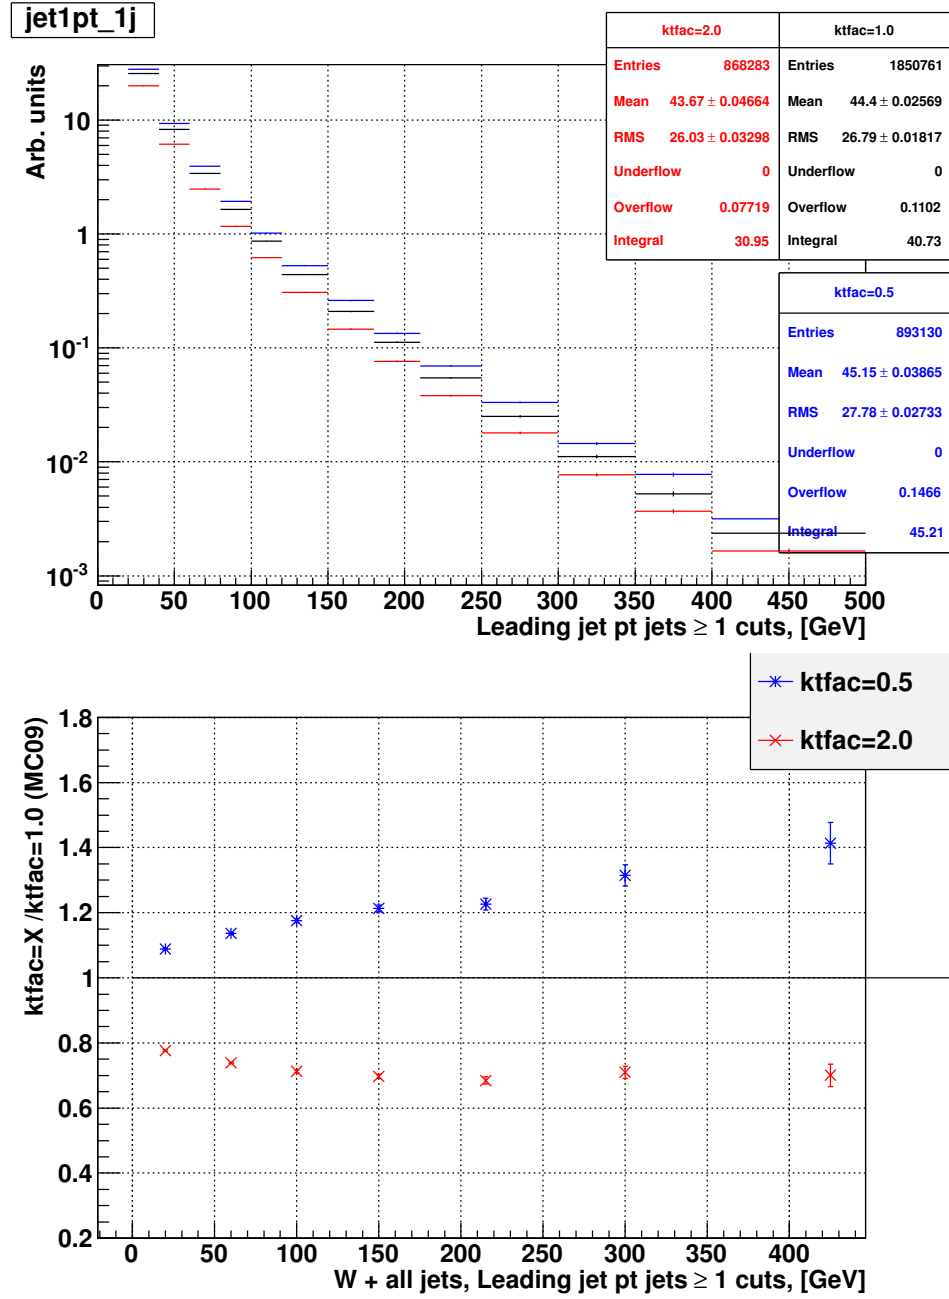 jet1pt_1j
ktfac=2.0
Entries 868283
Mean 43.67 ± 0.04664
RMS 26.03 ± 0.03298
Underflow 0
Overflow 0.07719
Integral 30.95
ktfac=1.0
Entries 1850761
Mean 44.4 ± 0.02569
RMS 26.79 ± 0.01817
Underflow 0
Overflow 0.1102
Integral 40.73
ktfac=0.5
Entries 893130
Mean 45.15 ± 0.03865
RMS 27.78 ± 0.02733
Underflow 0
Overflow 0.1466
Integral 45.21
Arb. units
10
1
10⁻¹
10⁻²
10⁻³
0 50 100 150 200 250 300 350 400 450 500
Leading jet pt jets ≥ 1 cuts, [GeV]
ktfac=0.5
ktfac=2.0
ktfac=X /ktfac=1.0 (MC09)
1.8
1.6
1.4
1.2
1
0.8
0.6
0.4
0.2
0 50 100 150 200 250 300 350 400
W + all jets, Leading jet pt jets ≥ 1 cuts, [GeV]